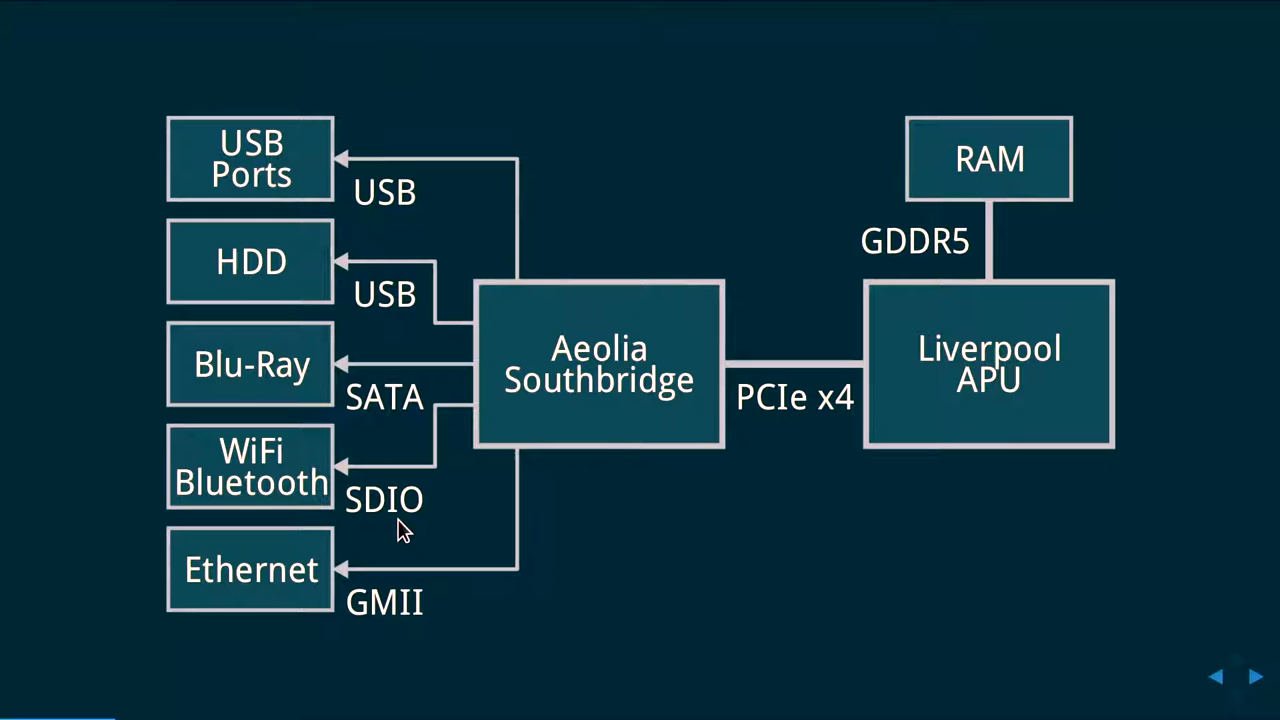 USB
Ports
USB
HDD
USB
Blu-Ray
SATA
WiFi
Bluetooth
SDIO
Ethernet
GMII
Aeolia
Southbridge
PCIe x4
RAM
GDDR5
Liverpool
APU